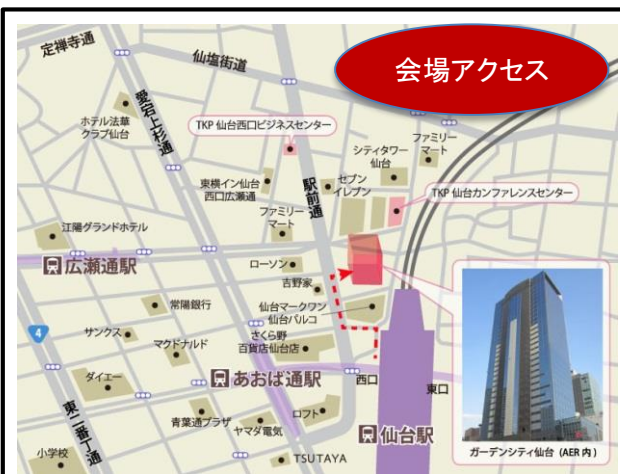 会場アクセス
定禅寺通
仙塩街道
愛宕上杉通
ホテル法華
クラブ仙台
TKP 仙台西口ビジネスセンター
シティタワー
仙台
ファミリー
マート
駅前通
セブン
イレブン
東横イン仙台
西口広瀬通
TKP 仙台カンファレンスセンター
ファミリー
マート
江陽グランドホテル
広瀬通駅
ローソン
吉野家
常陽銀行
仙台マークワン
仙台パルコ
4
サンクス
マクドナルド
さくら野
百貨店仙台店
ダイエー
あおば通駅
西口
東口
東二番丁通
青葉通プラザ
ヤマダ電気
ロフト
仙台駅
ガーデンシティ仙台 (AER 内)
小学校
TSUTAYA